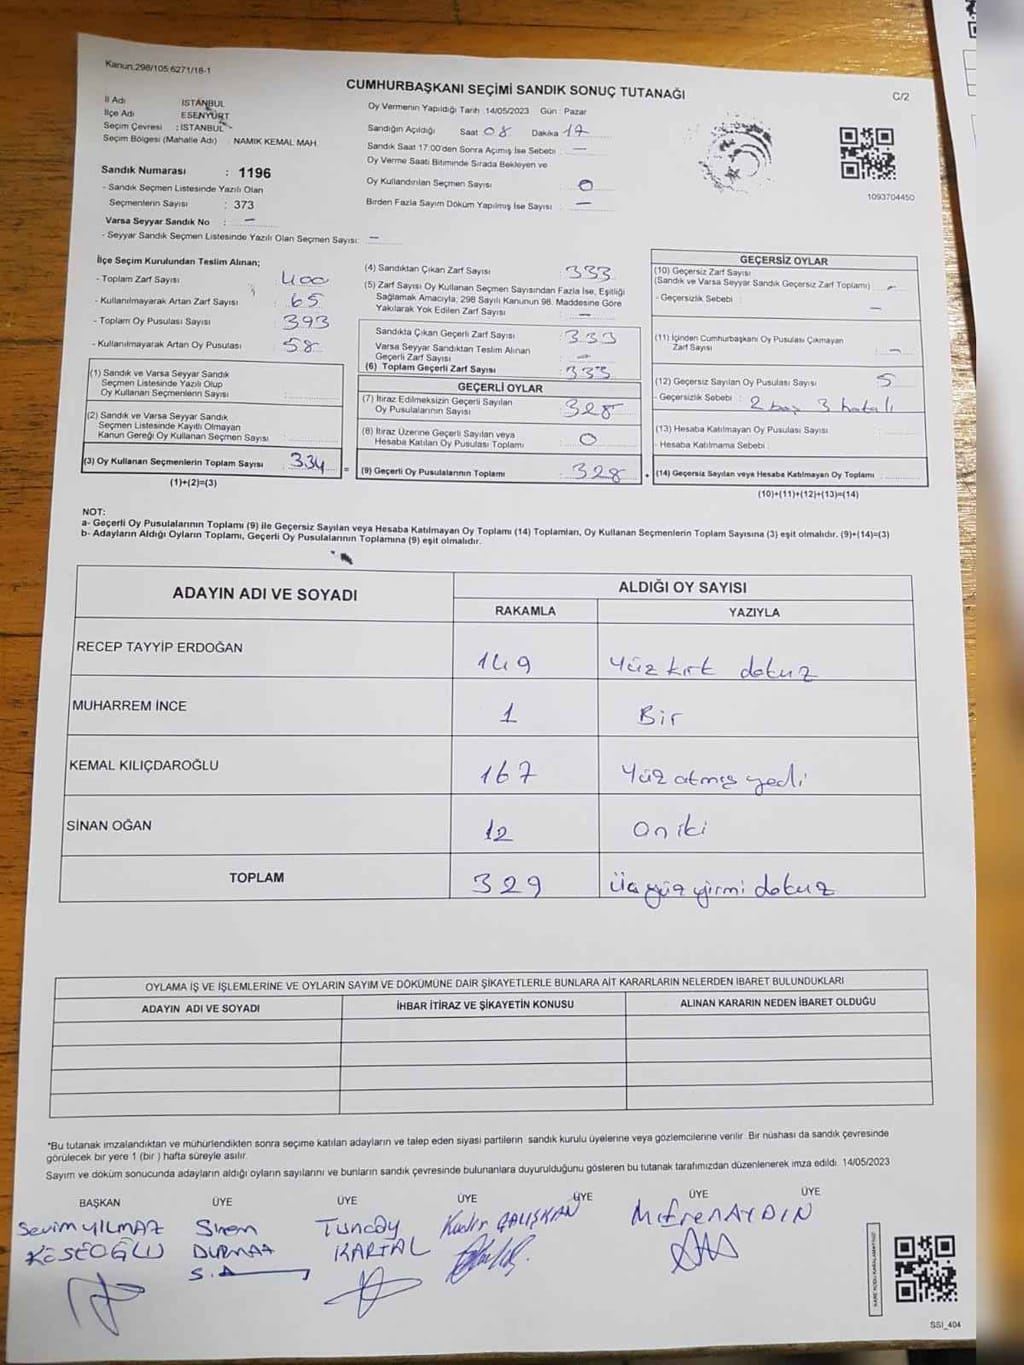 Kanun:298/105;6271/18-1
CUMHURBAŞKANI SEÇİMİ SANDIK SONUÇ TUTANAĞI
C/2
İl Adı İSTANBUL
İlçe Adı ESENYURT
Seçim Çevresi : İSTANBUL
Seçim Bölgesi (Mahalle Adı) : NAMIK KEMAL MAH.
Oy Vermenin Yapıldığı Tarih 14/05/2023 Gün : Pazar
Sandığın Açıldığı Saat 08 Dakika 17
Sandık Saat 17:00'den Sonra Açılmış İse Sebebi : —
Oy Verme Saati Bitiminde Sırada Bekleyen ve
Oy Kullandırılan Seçmen Sayısı 0
Birden Fazla Sayım Döküm Yapılmış İse Sayısı : —
1093704450
Sandık Numarası : 1196
- Sandık Seçmen Listesinde Yazılı Olan
Seçmenlerin Sayısı : 373
Varsa Seyyar Sandık No : —
- Seyyar Sandık Seçmen Listesinde Yazılı Olan Seçmen Sayısı: —
İlçe Seçim Kurulundan Teslim Alınan;
- Toplam Zarf Sayısı 400
- Kullanılmayarak Artan Zarf Sayısı : 65
- Toplam Oy Pusulası Sayısı : 393
- Kullanılmayarak Artan Oy Pusulası : 58
(1) Sandık ve Varsa Seyyar Sandık
Seçmen Listesinde Yazılı Olup
Oy Kullanan Seçmenlerin Sayısı :
(2) Sandık ve Varsa Seyyar Sandık
Seçmen Listesinde Kayıtlı Olmayan
Kanun Gereği Oy Kullanan Seçmen Sayısı :
(3) Oy Kullanan Seçmenlerin Toplam Sayısı : 334 =
(1)+(2)=(3)
(4) Sandıktan Çıkan Zarf Sayısı : 333
(5) Zarf Sayısı Oy Kullanan Seçmen Sayısından Fazla İse, Eşitliği
Sağlamak Amacıyla; 298 Sayılı Kanunun 98. Maddesine Göre
Yakılarak Yok Edilen Zarf Sayısı : —
Sandıkta Çıkan Geçerli Zarf Sayısı : 333
Varsa Seyyar Sandıktan Teslim Alınan
Geçerli Zarf Sayısı : —
(6) Toplam Geçerli Zarf Sayısı : 333
GEÇERLİ OYLAR
(7) İtiraz Edilmeksizin Geçerli Sayılan
Oy Pusulalarının Sayısı : 328
(8) İtiraz Üzerine Geçerli Sayılan veya
Hesaba Katılan Oy Pusulası Toplamı : 0
(9) Geçerli Oy Pusulalarının Toplamı : 328 +
GEÇERSİZ OYLAR
(10) Geçersiz Zarf Sayısı
(Sandık ve Varsa Seyyar Sandık Geçersiz Zarf Toplamı) : —
- Geçersizlik Sebebi : —
(11) İçinden Cumhurbaşkanı Oy Pusulası Çıkmayan
Zarf Sayısı : —
(12) Geçersiz Sayılan Oy Pusulası Sayısı : 5
- Geçersizlik Sebebi : 2 boş 3 hatalı
(13) Hesaba Katılmayan Oy Pusulası Sayısı :
- Hesaba Katılmama Sebebi :
(14) Geçersiz Sayılan veya Hesaba Katılmayan Oy Toplamı :
(10)+(11)+(12)+(13)=(14)
NOT:
a- Geçerli Oy Pusulalarının Toplamı (9) ile Geçersiz Sayılan veya Hesaba Katılmayan Oy Toplamı (14) Toplamları, Oy Kullanan Seçmenlerin Toplam Sayısına (3) eşit olmalıdır. (9)+(14)=(3)
b- Adayların Aldığı Oyların Toplamı, Geçerli Oy Pusulalarının Toplamına (9) eşit olmalıdır.
ADAYIN ADI VE SOYADI
ALDIĞI OY SAYISI
RAKAMLA YAZIYLA
RECEP TAYYİP ERDOĞAN 149 Yüz kırk dokuz
MUHARREM İNCE 1 Bir
KEMAL KILIÇDAROĞLU 167 Yüz atmış yedi
SİNAN OĞAN 12 On iki
TOPLAM 329 Üç yüz yirmi dokuz
OYLAMA İŞ VE İŞLEMLERİNE VE OYLARIN SAYIM VE DÖKÜMÜNE DAİR ŞİKAYETLERLE BUNLARA AİT KARARLARIN NELERDEN İBARET BULUNDUKLARI
ADAYIN ADI VE SOYADI İHBAR İTİRAZ VE ŞİKAYETİN KONUSU ALINAN KARARIN NEDEN İBARET OLDUĞU
*Bu tutanak imzalandıktan ve mühürlendikten sonra seçime katılan adayların ve talep eden siyasi partilerin sandık kurulu üyelerine veya gözlemcilerine verilir. Bir nüshası da sandık çevresinde
görülecek bir yere 1 (bir) hafta süreyle asılır.
Sayım ve döküm sonucunda adayların aldığı oyların sayılarını ve bunların sandık çevresinde bulunanlara duyurulduğunu gösteren bu tutanak tarafımızdan düzenlenerek imza edildi. 14/05/2023
BAŞKAN ÜYE ÜYE ÜYE ÜYE ÜYE ÜYE
Sevim YILMAZ KÖSEOĞLU
DURMAZ
S.D
Tuncay KARTAL
Kadir ÇALIŞKAN
AYDIN
KARE KODU KARALAMAYINIZ
SSI_404